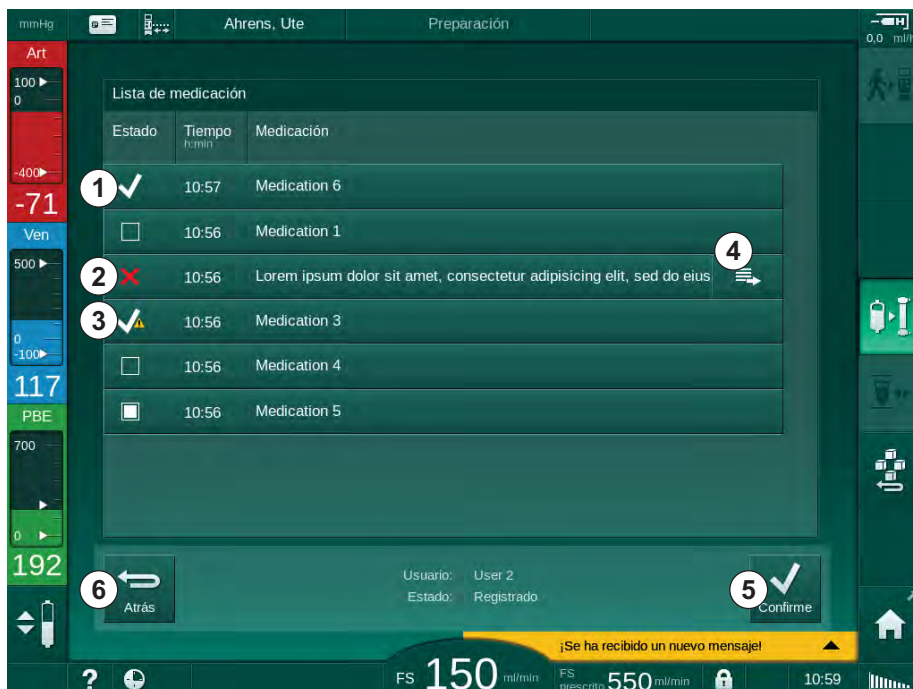 mmHg
Ahrens, Ute
Preparación
0,0 ml/h
Art
100
0
-400
-71
Ven
500
0
-100
117
PBE
700
0
192
Lista de medicación
Estado
Tiempo
h:min
Medicación
1
10:57
Medication 6
10:56
Medication 1
2
10:56
Lorem ipsum dolor sit amet, consectetur adipisicing elit, sed do eius
4
3
10:56
Medication 3
10:56
Medication 4
10:56
Medication 5
6
Atrás
Usuario: User 2
Estado: Registrado
5
Confirme
¡Se ha recibido un nuevo mensaje!
?
FS 150 ml/min
FS
prescrito 550 ml/min
10:59